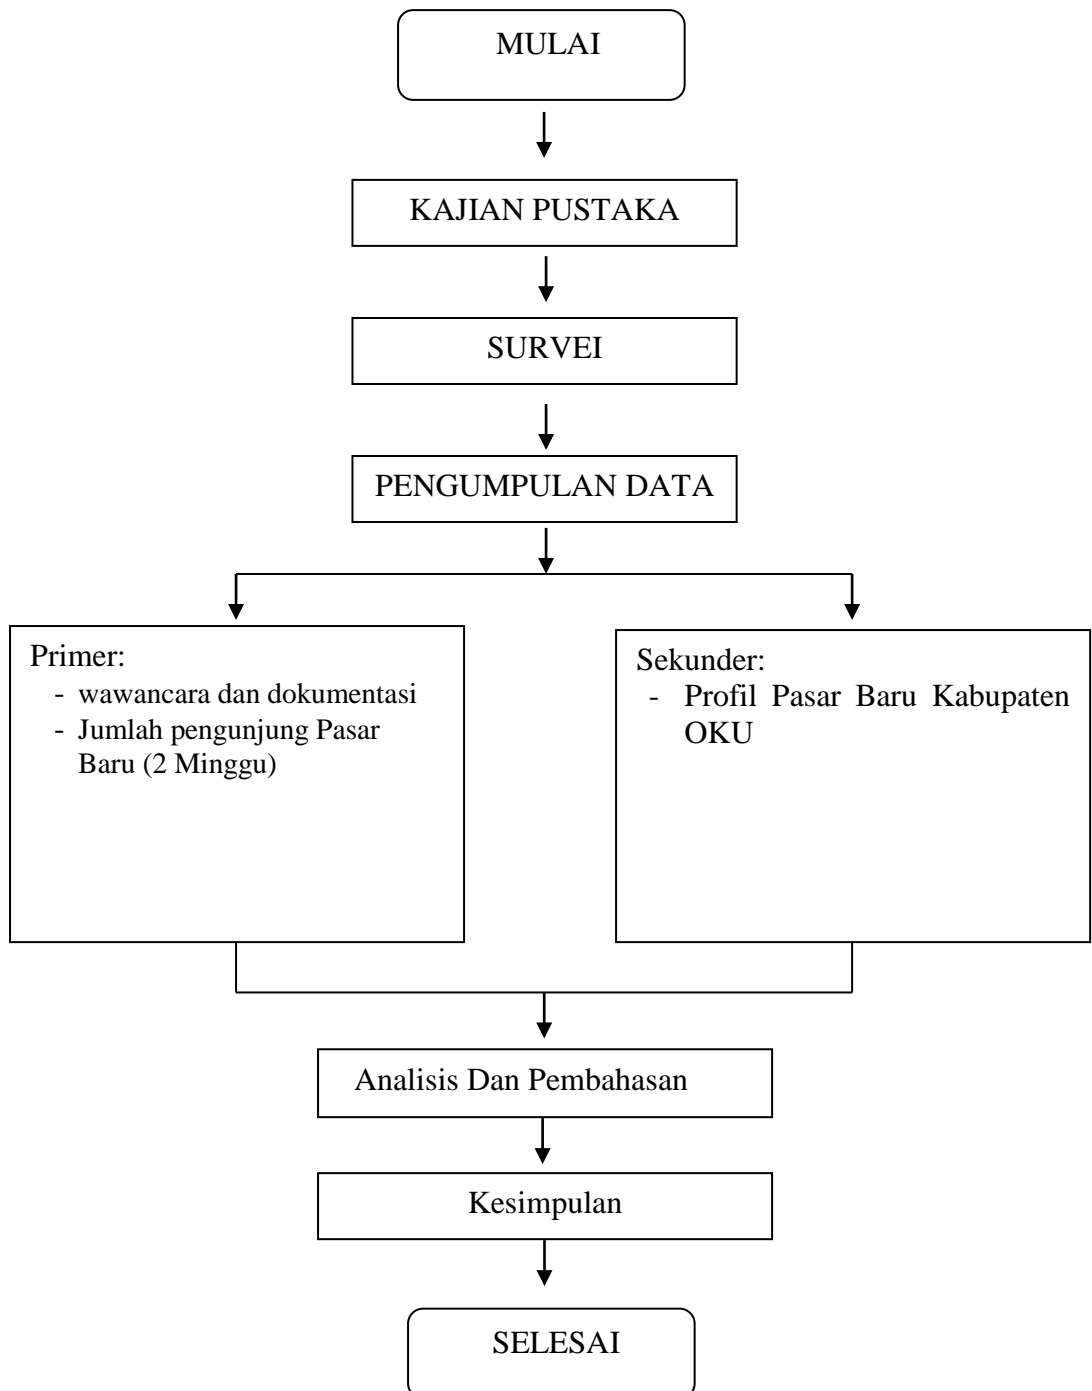 MULAI
KAJIAN PUSTAKA
SURVEI
PENGUMPULAN DATA
Primer:
- wawancara dan dokumentasi
- Jumlah pengunjung Pasar
Baru (2 Minggu)
Sekunder:
- Profil Pasar Baru Kabupaten
OKU
Analisis Dan Pembahasan
Kesimpulan
SELESAI